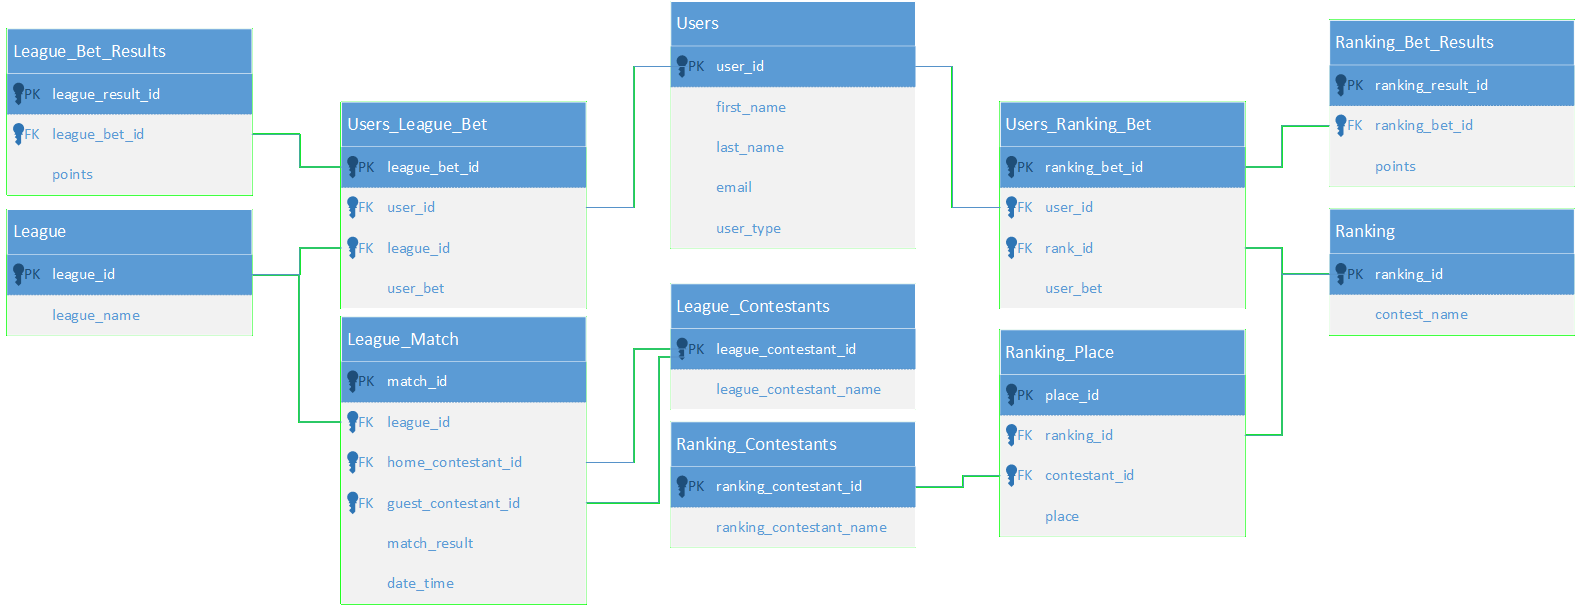 League_Bet_Results
PK league_result_id
FK league_bet_id
points
League
PK league_id
league_name
Users_League_Bet
PK league_bet_id
FK user_id
FK league_id
user_bet
League_Match
PK match_id
FK league_id
FK home_contestant_id
FK guest_contestant_id
match_result
date_time
Users
PK user_id
first_name
last_name
email
user_type
League_Contestants
PK league_contestant_id
league_contestant_name
Ranking_Contestants
PK ranking_contestant_id
ranking_contestant_name
Users_Ranking_Bet
PK ranking_bet_id
FK user_id
FK rank_id
user_bet
Ranking_Place
PK place_id
FK ranking_id
FK contestant_id
place
Ranking_Bet_Results
PK ranking_result_id
FK ranking_bet_id
points
Ranking
PK ranking_id
contest_name